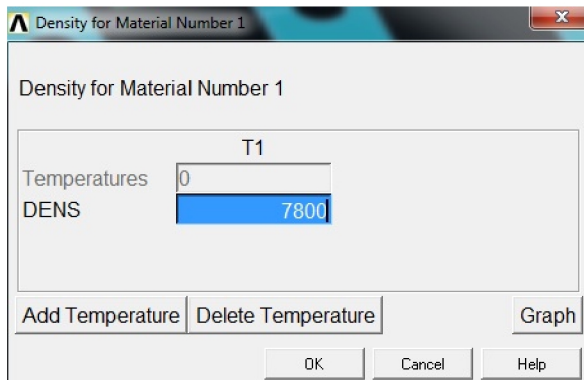 Density for Material Number 1
Density for Material Number 1
T1
Temperatures 0
DENS 7800
Add Temperature Delete Temperature Graph
OK Cancel Help